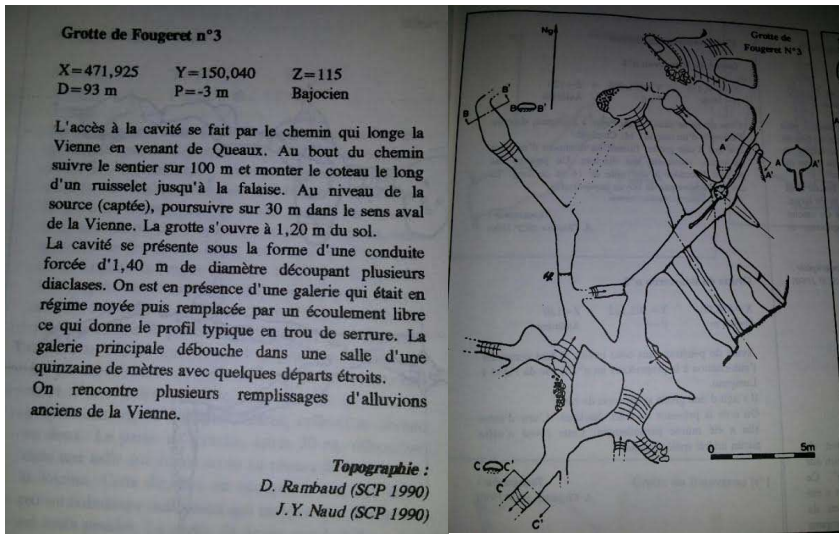 Grotte de Fougeret n°3
X=471,925 Y=150,040 Z=115
D=93 m P=-3 m Bajocien
L'accès à la cavité se fait par le chemin qui longe la
Vienne en venant de Queaux. Au bout du chemin
suivre le sentier sur 100 m et monter le coteau le long
d'un ruisselet jusqu'à la falaise. Au niveau de la
source (captée), poursuivre sur 30 m dans le sens aval
de la Vienne. La grotte s'ouvre à 1,20 m du sol.
La cavité se présente sous la forme d'une conduite
forcée d'1,40 m de diamètre découpant plusieurs
diaclases. On est en présence d'une galerie qui était en
régime noyée puis remplacée par un écoulement libre
ce qui donne le profil typique en trou de serrure. La
galerie principale débouche dans une salle d'une
quinzaine de mètres avec quelques départs étroits.
On rencontre plusieurs remplissages d'alluvions
anciens de la Vienne.
Topographie :
D. Rambaud (SCP 1990)
J.Y. Naud (SCP 1990)
Ng
Grotte de
Fougeret N°3
B B'
B B'
A A'
A A'
C C'
C' C'
0 5m